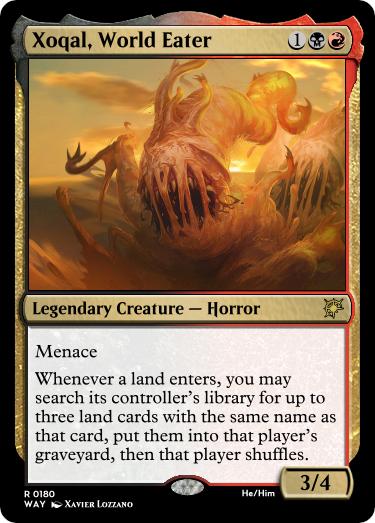 Xoqal, World Eater 1
Legendary Creature — Horror
Menace
Whenever a land enters, you may
search its controller's library for up to
three land cards with the same name as
that card, put them into that player's
graveyard, then that player shuffles.
3/4
R 0180 He/Him
WAY Xavier Lozzano